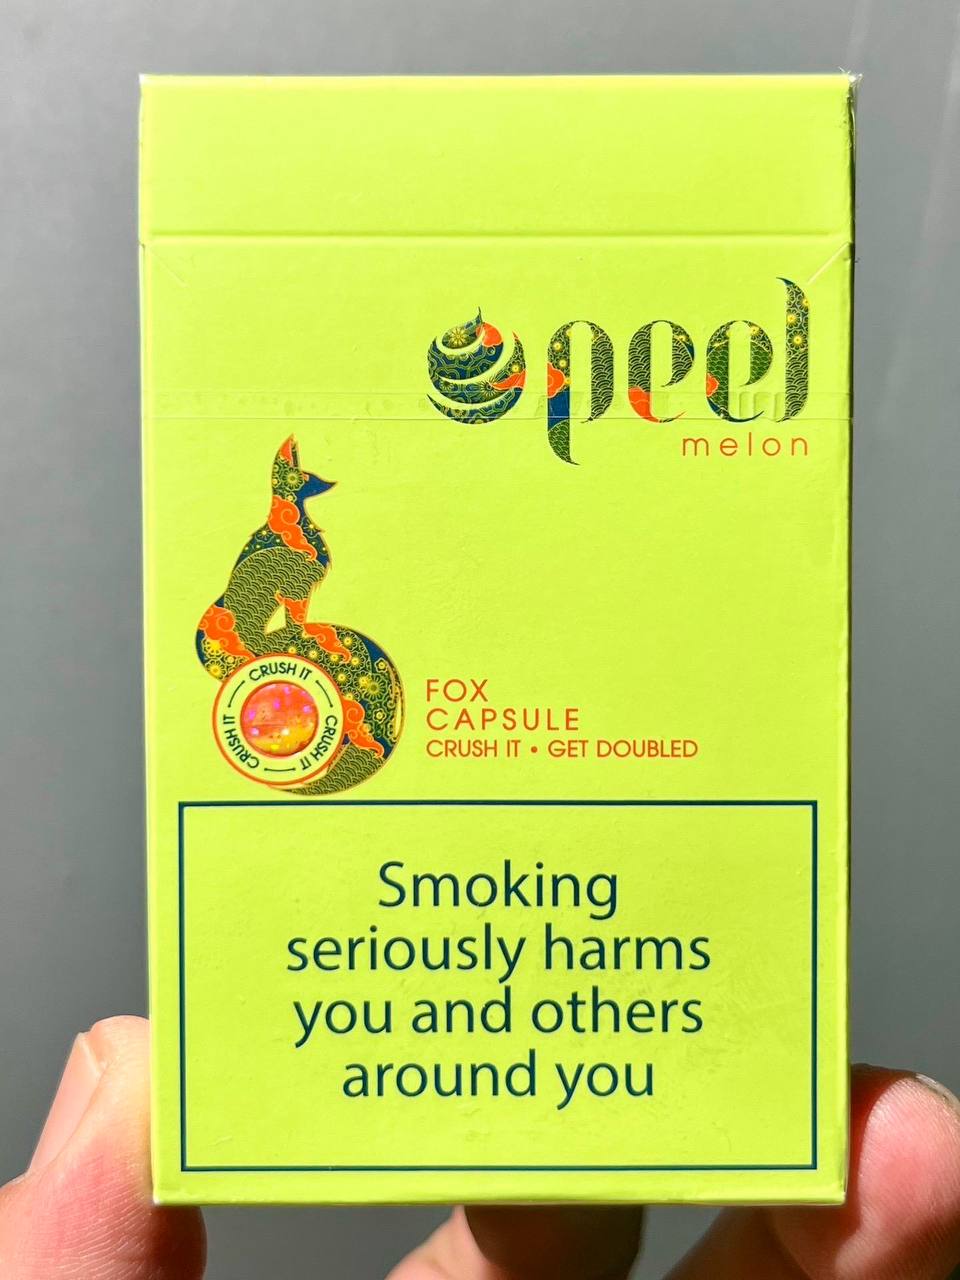 peel
melon
CRUSH IT
CRUSH IT
CRUSH IT
FOX
CAPSULE
CRUSH IT • GET DOUBLED
Smoking
seriously harms
you and others
around you